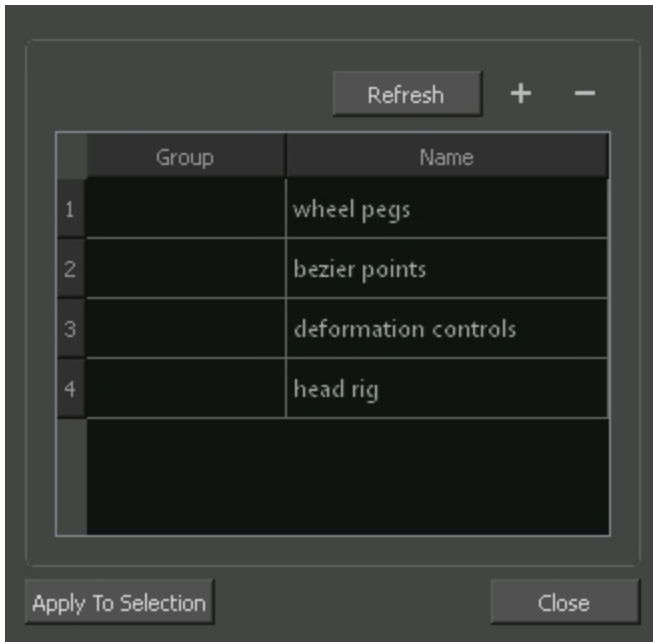 Refresh + −
Group Name
1 wheel pegs
2 bezier points
3 deformation controls
4 head rig
Apply To Selection Close